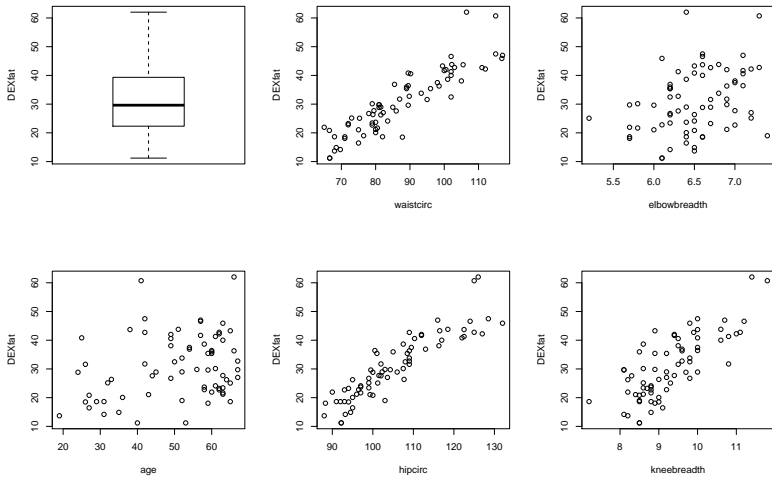 DEXfat
10 20 30 40 50 60
DEXfat
10 20 30 40 50 60
70 80 90 100 110
waistcirc
DEXfat
10 20 30 40 50 60
5.5 6.0 6.5 7.0
elbowbreadth
DEXfat
10 20 30 40 50 60
20 30 40 50 60
age
DEXfat
10 20 30 40 50 60
90 100 110 120 130
hipcirc
DEXfat
10 20 30 40 50 60
8 9 10 11
kneebreadth